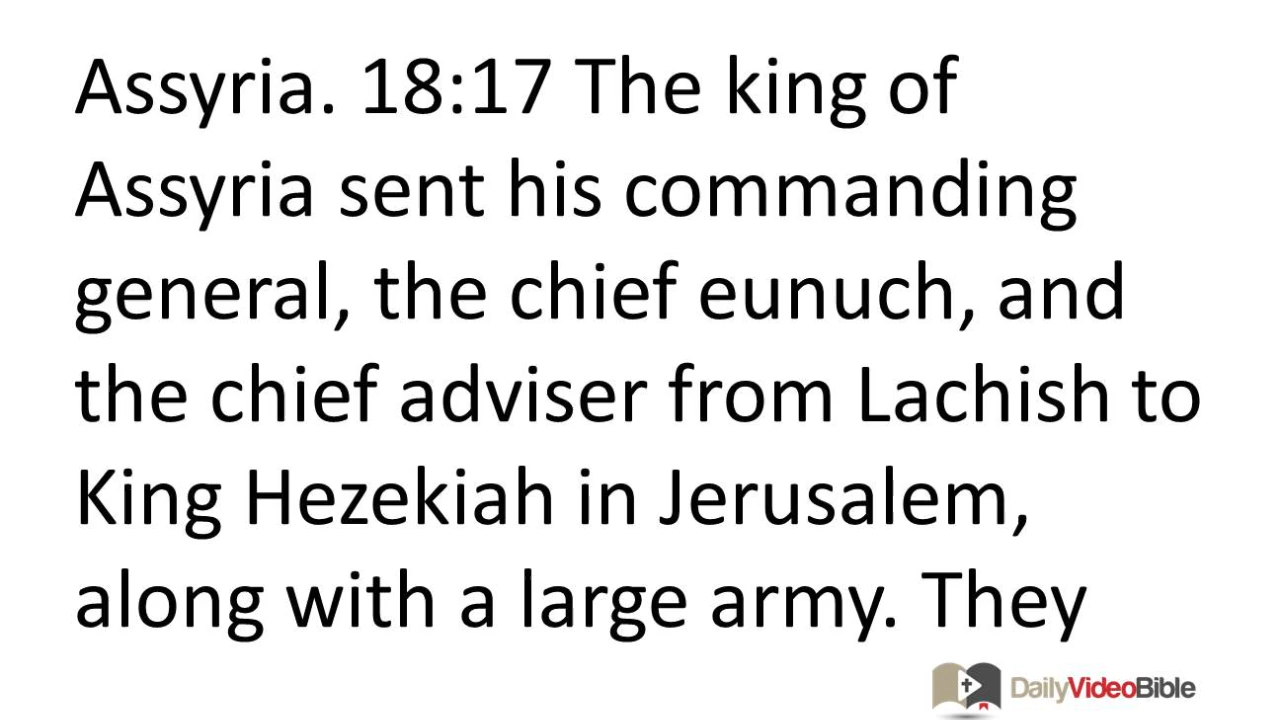 Assyria. 18:17 The king of
Assyria sent his commanding
general, the chief eunuch, and
the chief adviser from Lachish to
King Hezekiah in Jerusalem,
along with a large army. They
DailyVideoBible